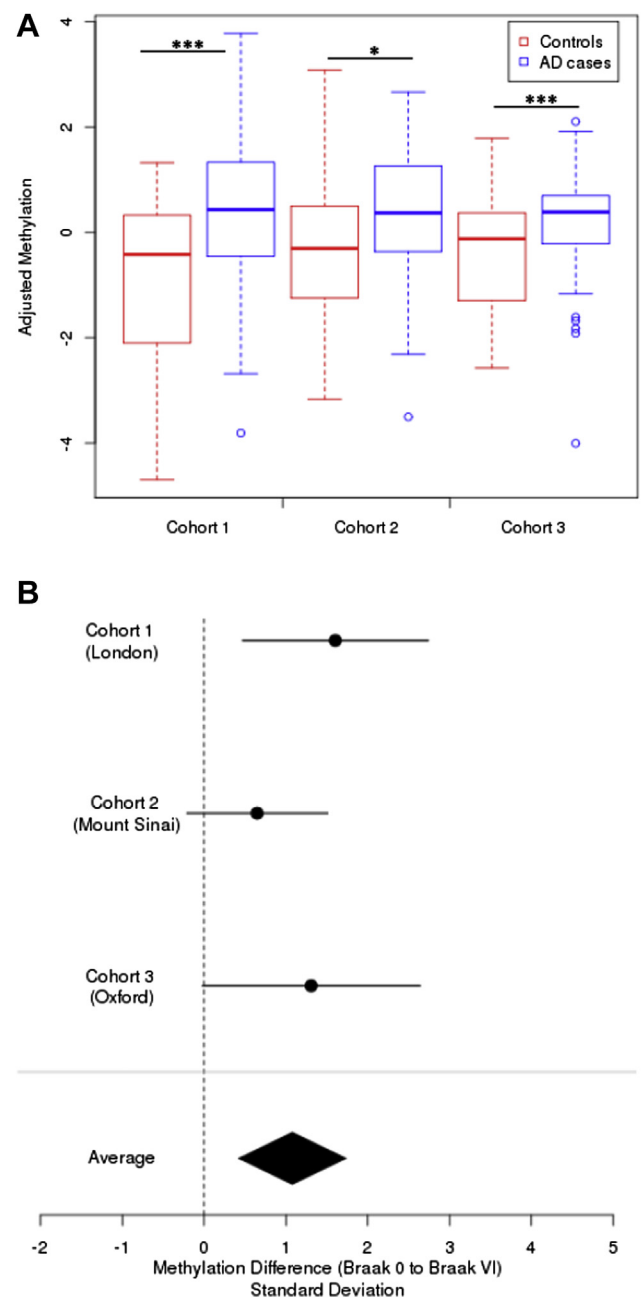 A
4
2
0
-2
-4
Adjusted Methylation
***
*
***
Controls
AD cases
Cohort 1
Cohort 2
Cohort 3
B
Cohort 1
(London)
Cohort 2
(Mount Sinai)
Cohort 3
(Oxford)
Average
-2 -1 0 1 2 3 4 5
Methylation Difference (Braak 0 to Braak VI)
Standard Deviation